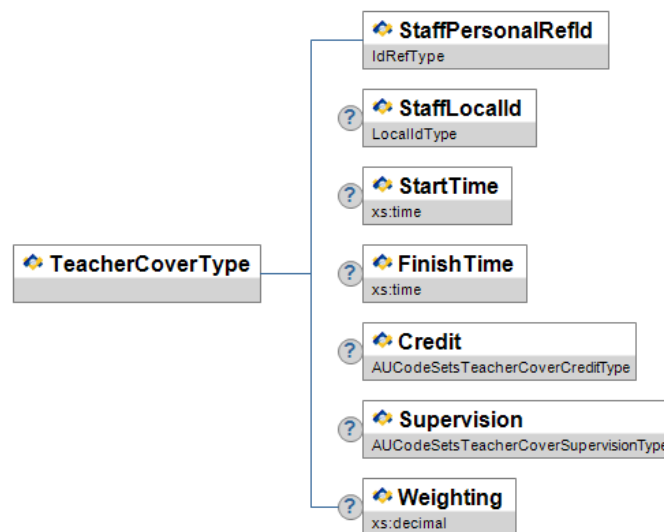 StaffPersonalRefId
IdRefType
?
StaffLocalId
LocalIdType
?
StartTime
xs:time
TeacherCoverType
?
FinishTime
xs:time
?
Credit
AUCodeSetsTeacherCoverCreditType
?
Supervision
AUCodeSetsTeacherCoverSupervisionType
?
Weighting
xs:decimal